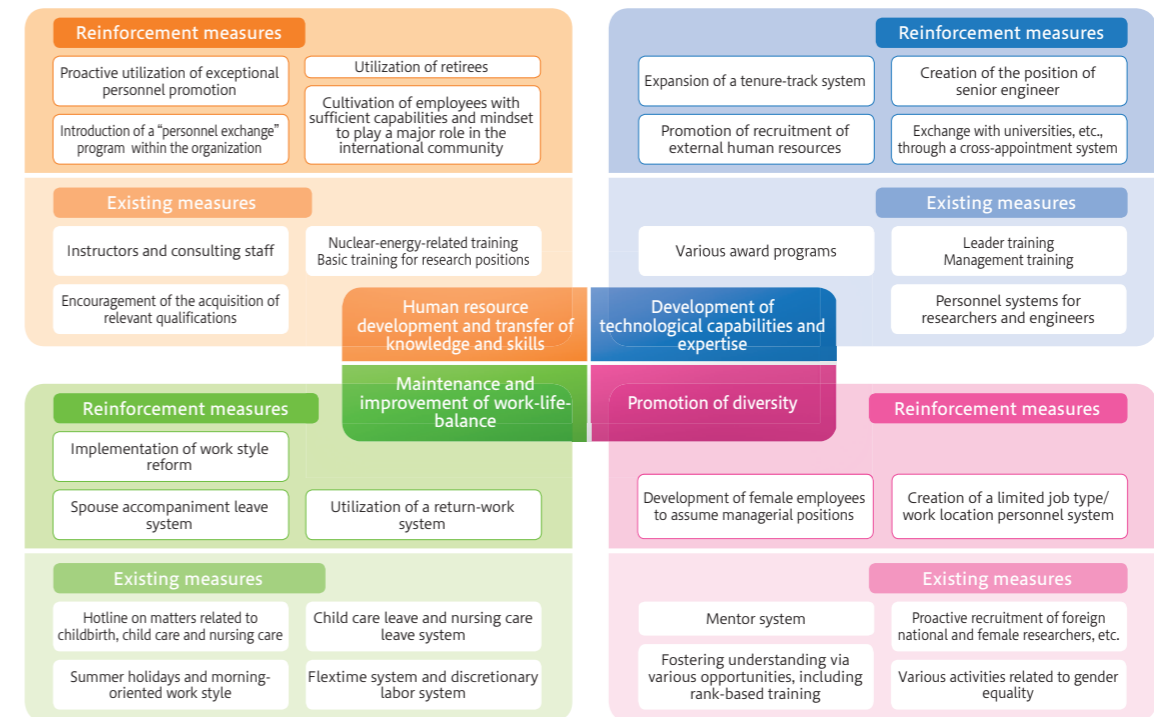 Reinforcement measures
Proactive utilization of exceptional
personnel promotion
Utilization of retirees
Introduction of a “personnel exchange”
program within the organization
Cultivation of employees with
sufficient capabilities and mindset
to play a major role in the
international community
Existing measures
Instructors and consulting staff
Nuclear-energy-related training
Basic training for research positions
Encouragement of the acquisition of
relevant qualifications
Human resource
development and transfer of
knowledge and skills
Reinforcement measures
Expansion of a tenure-track system
Creation of the position of
senior engineer
Promotion of recruitment of
external human resources
Exchange with universities, etc.,
through a cross-appointment system
Existing measures
Various award programs
Leader training
Management training
Personnel systems for
researchers and engineers
Development of
technological capabilities and
expertise
Maintenance and
improvement of work-life-
balance
Reinforcement measures
Implementation of work style
reform
Spouse accompaniment leave
system
Utilization of a return-work
system
Existing measures
Hotline on matters related to
childbirth, child care and nursing care
Child care leave and nursing care
leave system
Summer holidays and morning-
oriented work style
Flextime system and discretionary
labor system
Promotion of diversity
Reinforcement measures
Development of female employees
to assume managerial positions
Creation of a limited job type/
work location personnel system
Existing measures
Mentor system
Proactive recruitment of foreign
national and female researchers, etc.
Fostering understanding via
various opportunities, including
rank-based training
Various activities related to gender
equality